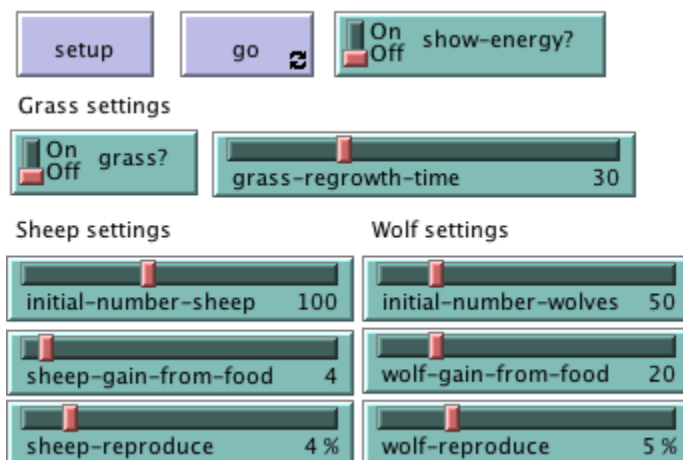 setup
go
On
Off
show-energy?
Grass settings
On
Off
grass?
grass-regrowth-time 30
Sheep settings
Wolf settings
initial-number-sheep 100
initial-number-wolves 50
sheep-gain-from-food 4
wolf-gain-from-food 20
sheep-reproduce 4 %
wolf-reproduce 5 %